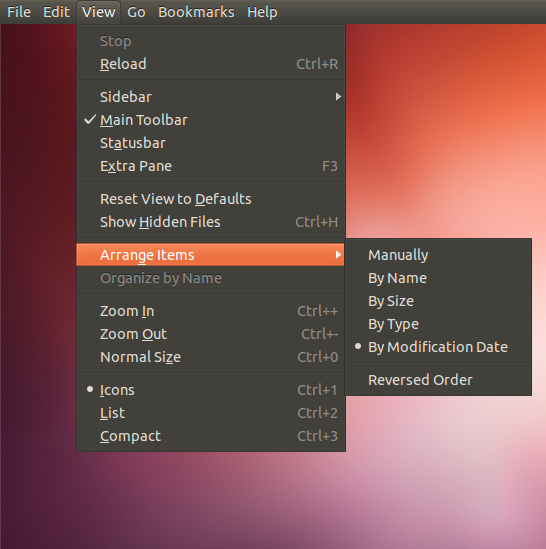 File Edit View Go Bookmarks Help
Stop
Reload Ctrl+R
Sidebar
Main Toolbar
Statusbar
Extra Pane F3
Reset View to Defaults
Show Hidden Files Ctrl+H
Arrange Items
Organize by Name
Zoom In Ctrl++
Zoom Out Ctrl+-
Normal Size Ctrl+0
Icons Ctrl+1
List Ctrl+2
Compact Ctrl+3
Manually
By Name
By Size
By Type
By Modification Date
Reversed Order